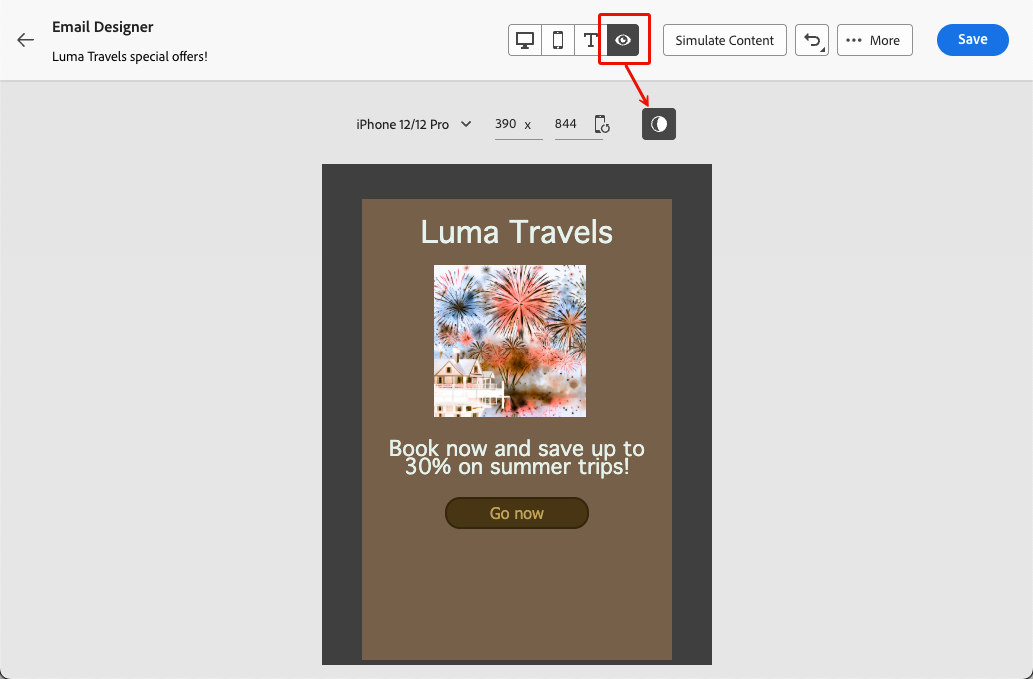 Email Designer
Luma Travels special offers!
Simulate Content
More
Save
iPhone 12/12 Pro
390 x 844
Luma Travels
Book now and save up to
30% on summer trips!
Go now